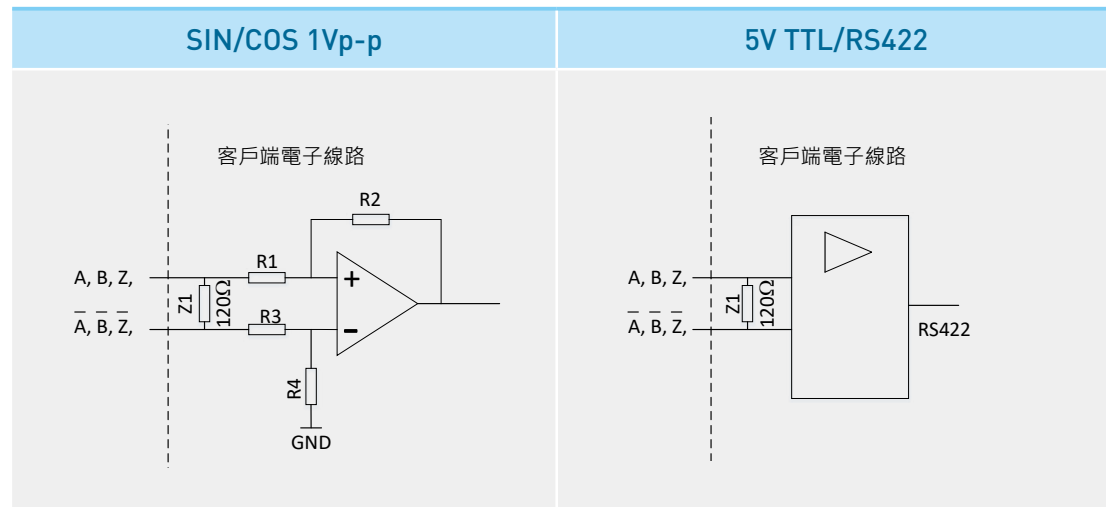 SIN/COS 1Vp-p
5V TTL/RS422
客戶端電子線路
R2
R1
A, B, Z,
+
Z1
120Ω
R3
A̅, B̅, Z̅,
−
R4
GND
客戶端電子線路
A, B, Z,
Z1
120Ω
A̅, B̅, Z̅,
RS422